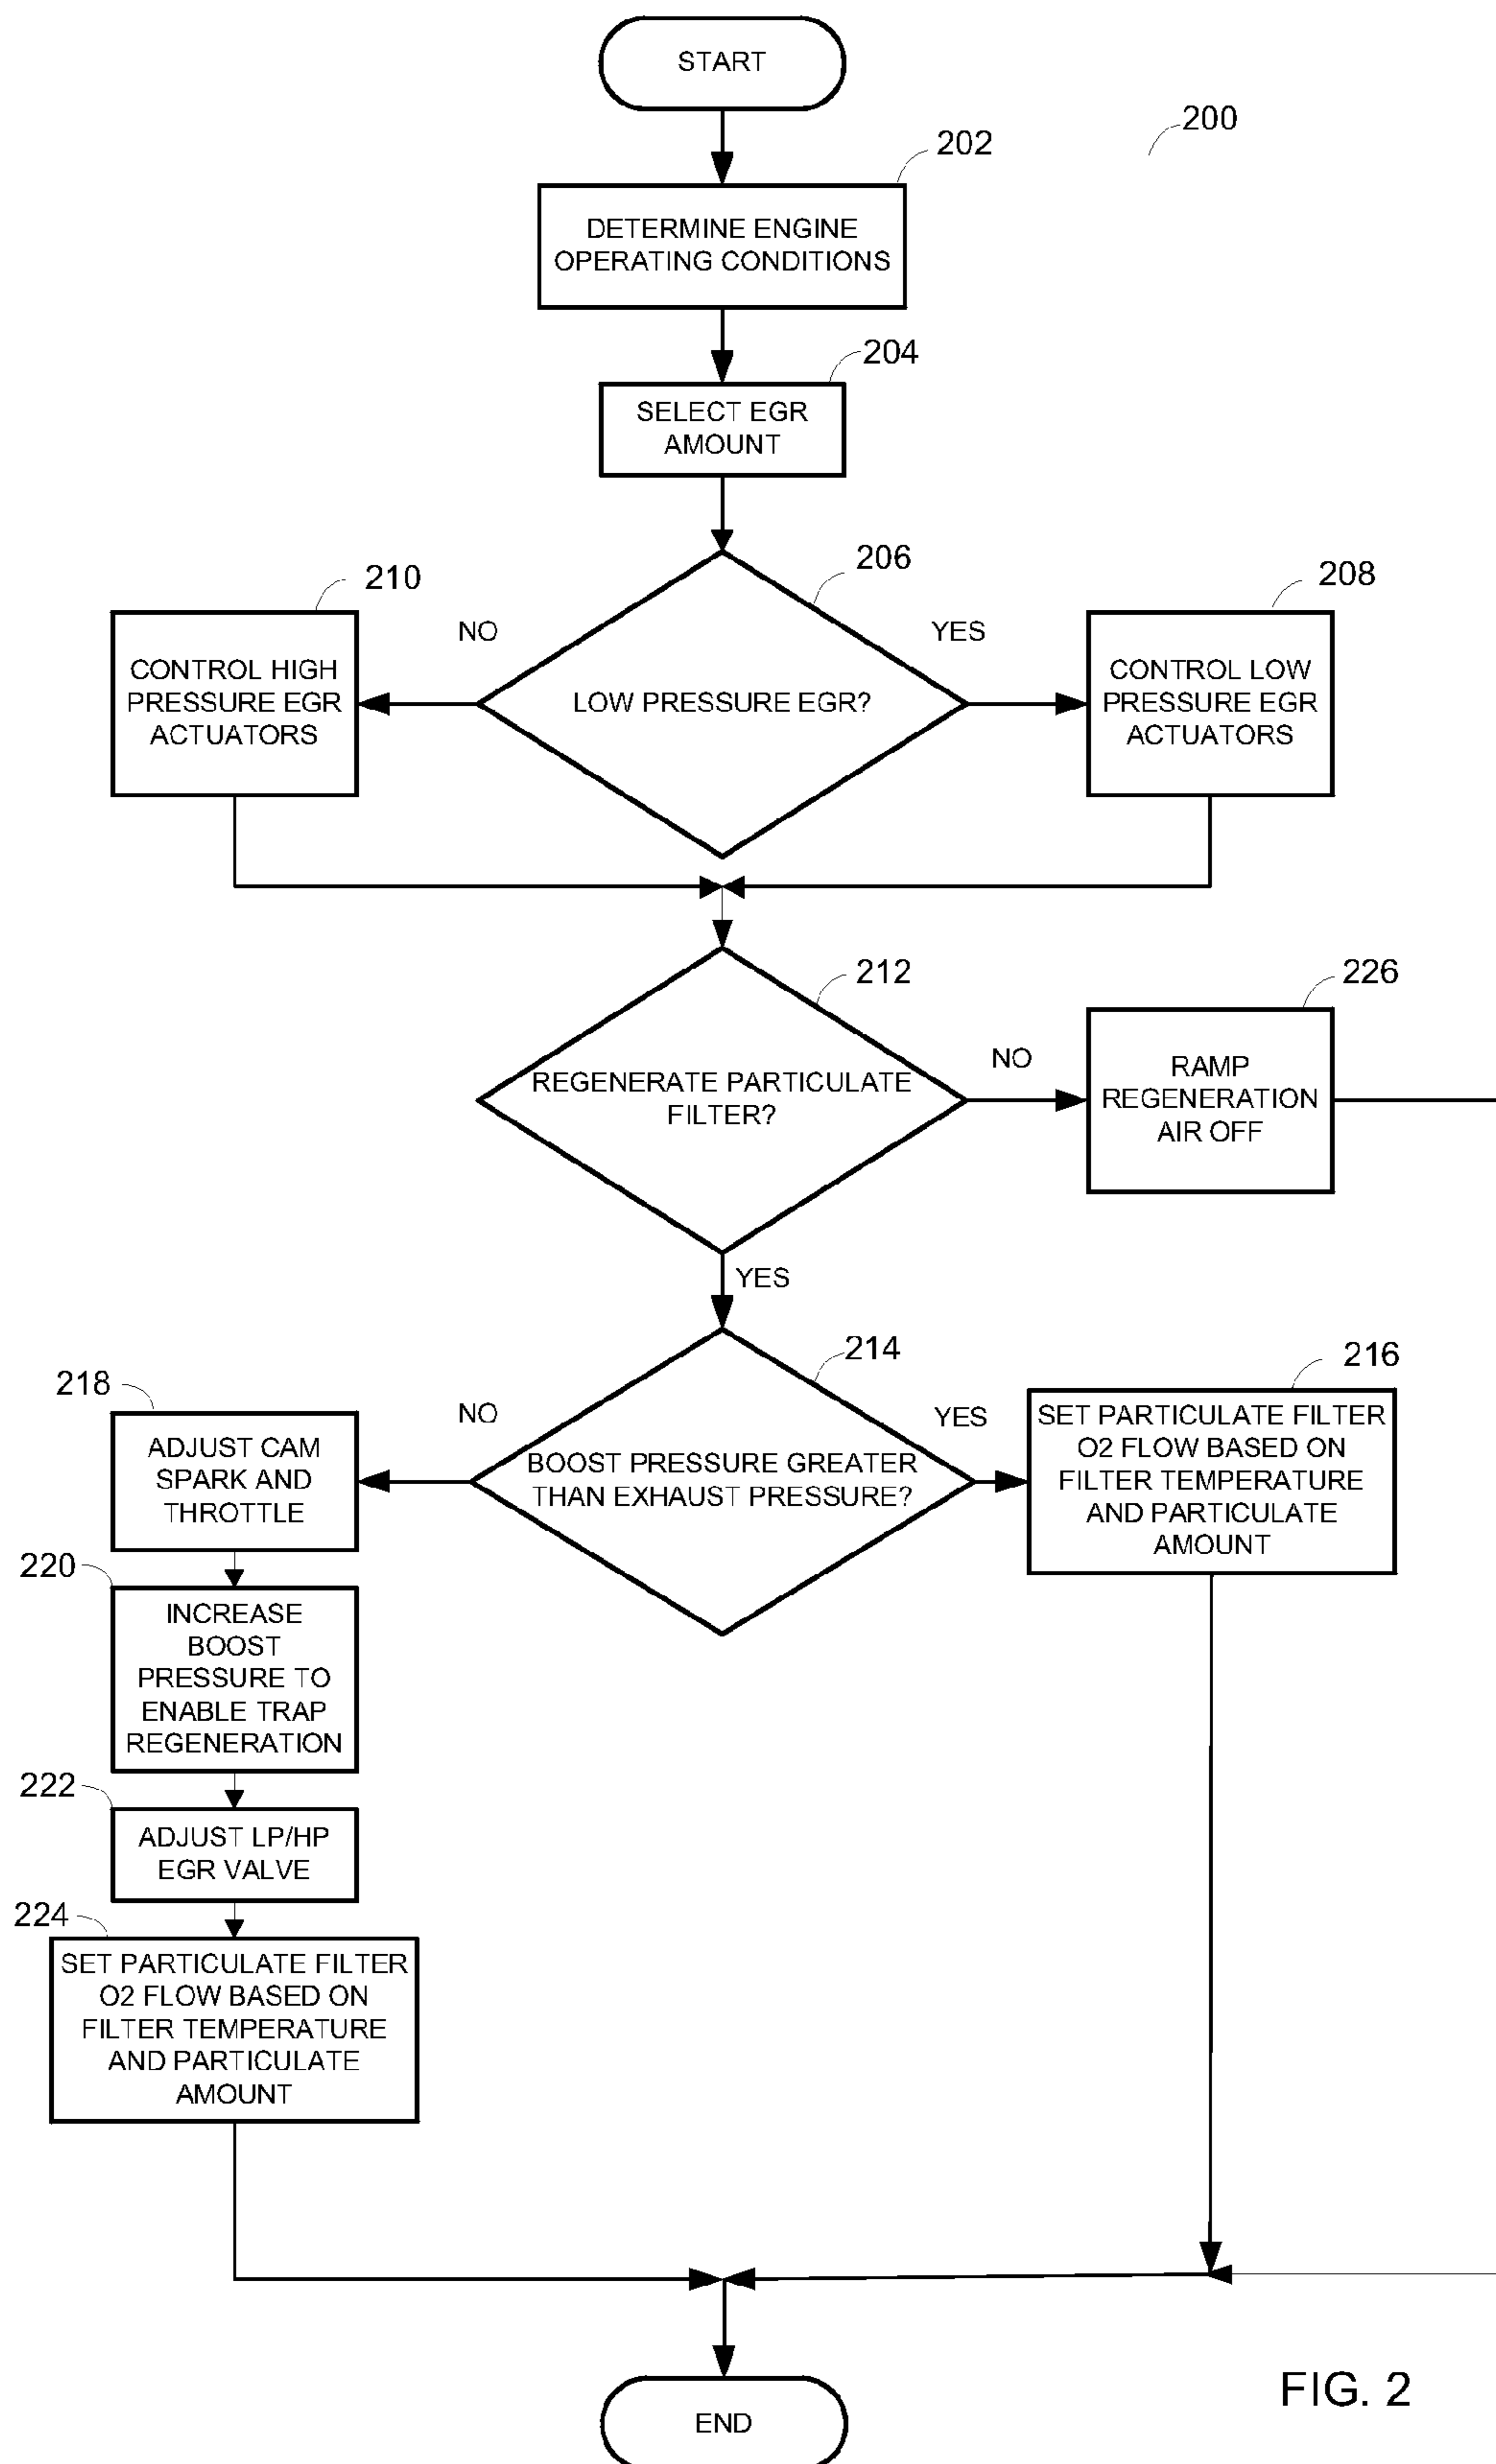 START
200
202
DETERMINE ENGINE
OPERATING CONDITIONS
204
SELECT EGR
AMOUNT
206
LOW PRESSURE EGR?
NO
YES
210
CONTROL HIGH
PRESSURE EGR
ACTUATORS
208
CONTROL LOW
PRESSURE EGR
ACTUATORS
212
REGENERATE PARTICULATE
FILTER?
NO
226
RAMP
REGENERATION
AIR OFF
YES
214
BOOST PRESSURE GREATER
THAN EXHAUST PRESSURE?
NO
YES
216
SET PARTICULATE FILTER
O2 FLOW BASED ON
FILTER TEMPERATURE
AND PARTICULATE
AMOUNT
218
ADJUST CAM
SPARK AND
THROTTLE
220
INCREASE
BOOST
PRESSURE TO
ENABLE TRAP
REGENERATION
222
ADJUST LP/HP
EGR VALVE
224
SET PARTICULATE FILTER
O2 FLOW BASED ON
FILTER TEMPERATURE
AND PARTICULATE
AMOUNT
END
FIG. 2